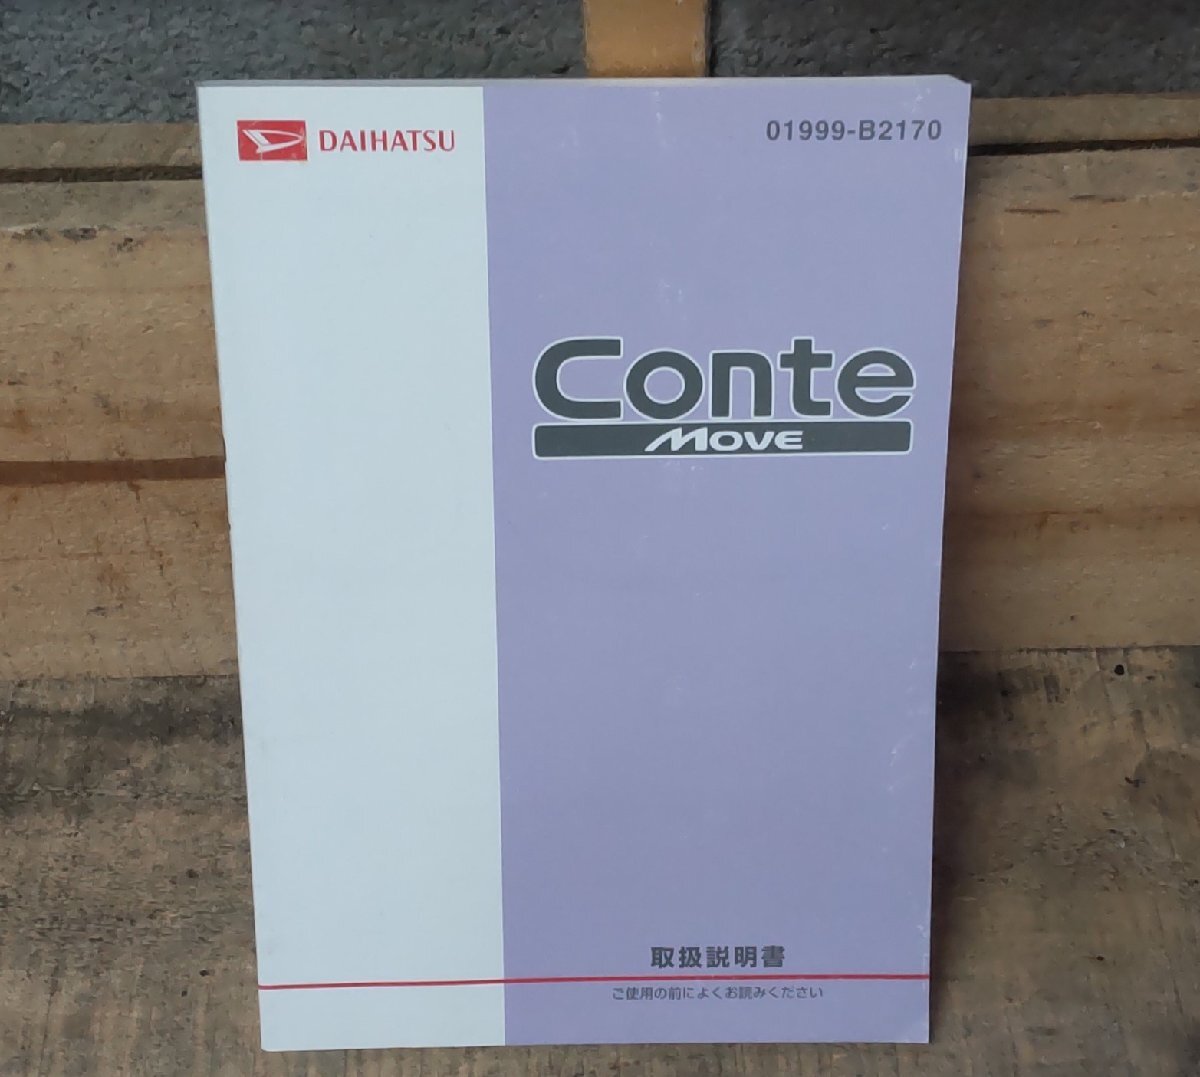 DAIHATSU
01999-B2170
Conte
MOVE
取扱説明書
ご使用の前によくお読みください